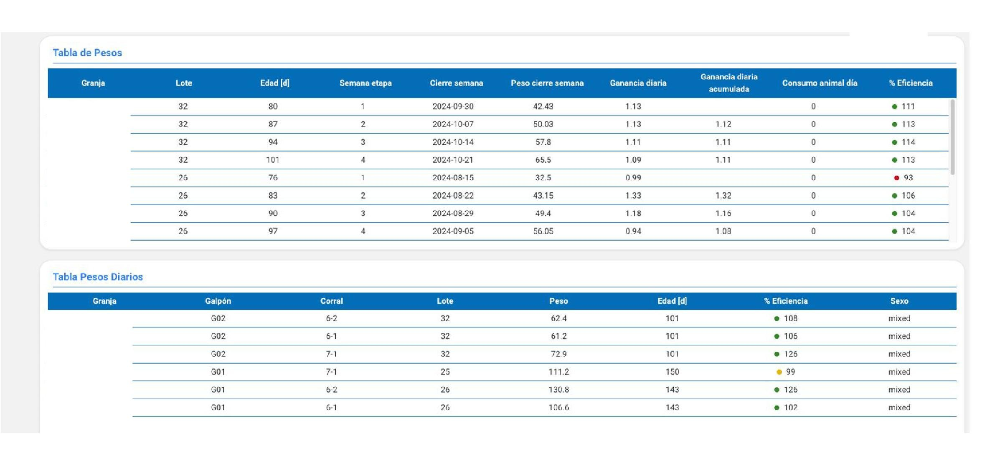 Tabla de Pesos
Granja Lote Edad [d] Semana etapa Cierre semana Peso cierre semana Ganancia diaria Ganancia diaria acumulada Consumo animal día % Eficiencia
32 80 1 2024-09-30 42.43 1.13 0 111
32 87 2 2024-10-07 50.03 1.13 1.12 0 113
32 94 3 2024-10-14 57.8 1.11 1.11 0 114
32 101 4 2024-10-21 65.5 1.09 1.11 0 113
26 76 1 2024-08-15 32.5 0.99 0 93
26 83 2 2024-08-22 43.15 1.33 1.32 0 106
26 90 3 2024-08-29 49.4 1.18 1.16 0 104
26 97 4 2024-09-05 56.05 0.94 1.08 0 104
Tabla Pesos Diarios
Granja Galpón Corral Lote Peso Edad [d] % Eficiencia Sexo
G02 6-2 32 62.4 101 108 mixed
G02 6-1 32 61.2 101 106 mixed
G02 7-1 32 72.9 101 126 mixed
G01 7-1 25 111.2 150 99 mixed
G01 6-2 26 130.8 143 126 mixed
G01 6-1 26 106.6 143 102 mixed